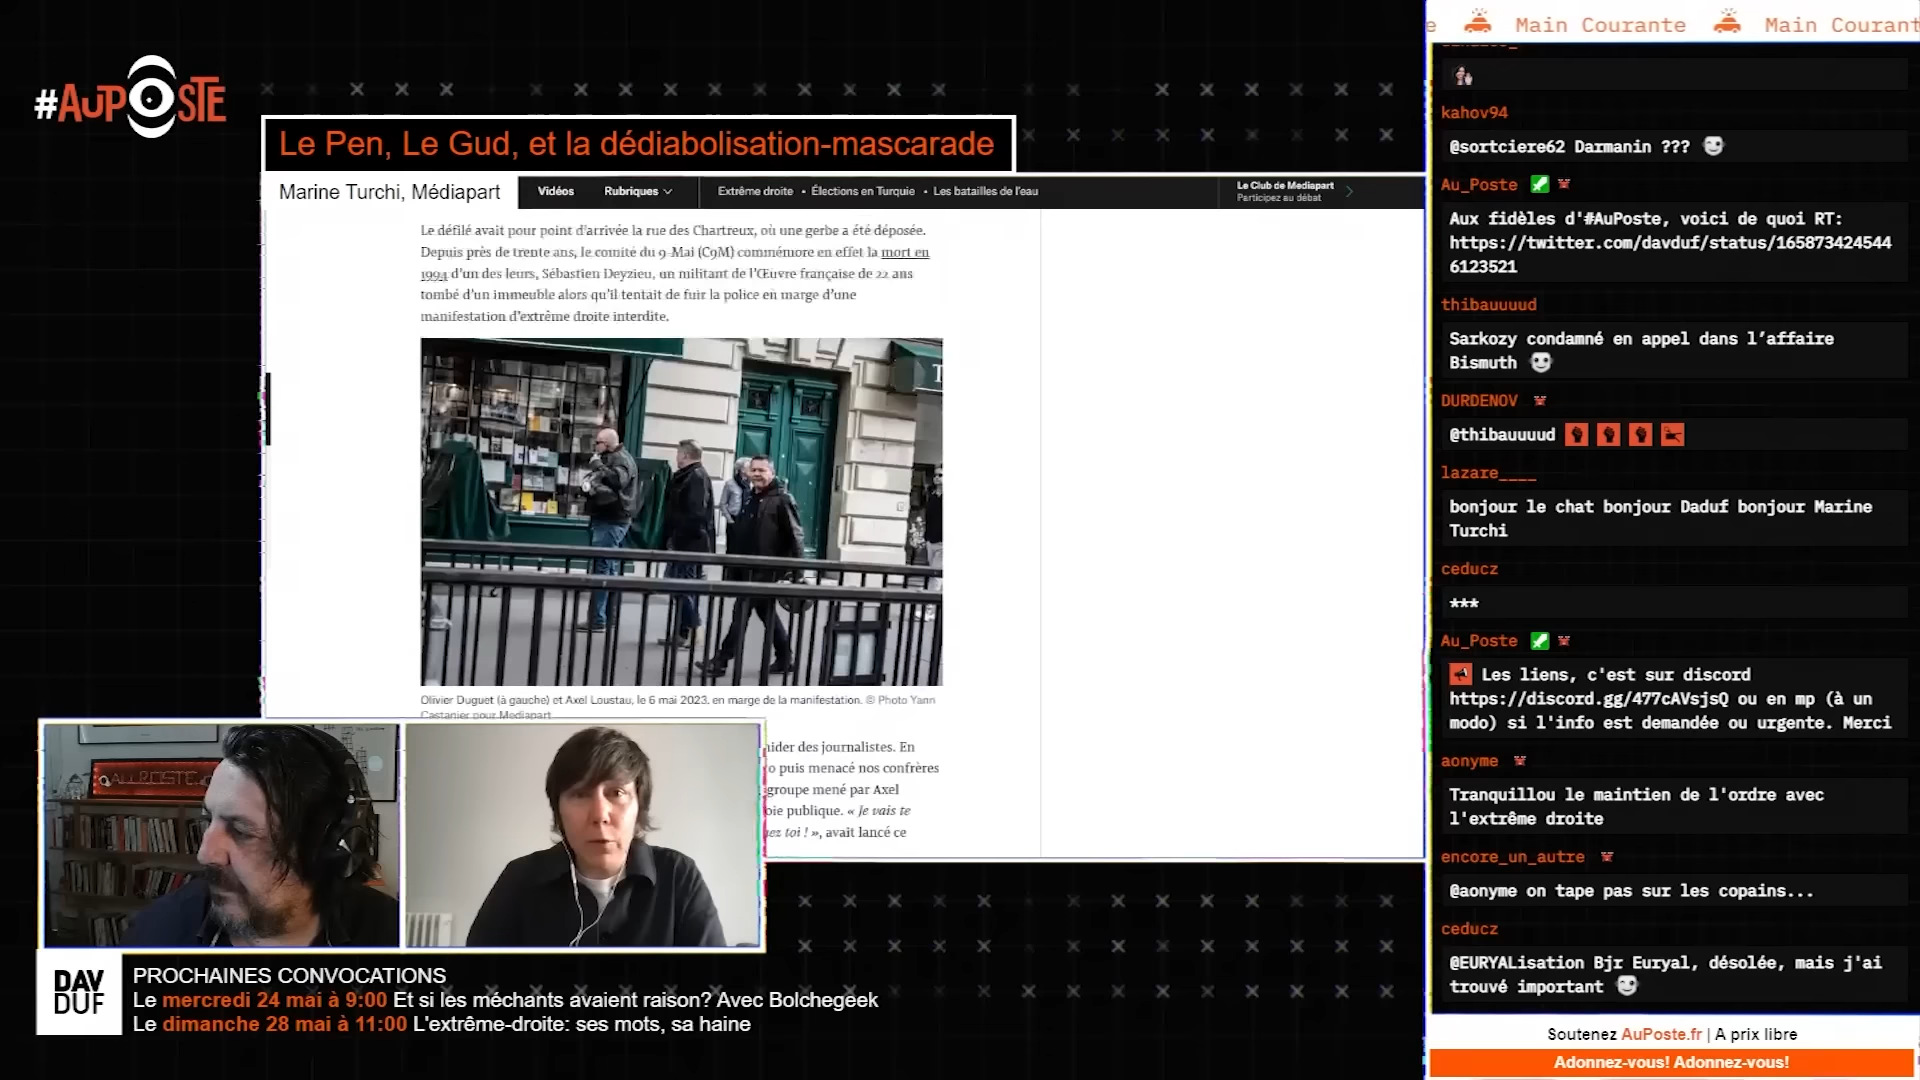 #AuPOSTE
Le Pen, Le Gud, et la dédiabolisation-mascarade
Marine Turchi, Médiapart
Vidéos
Rubriques
Extrême droite • Élections en Turquie • Les batailles de l'eau
Le Club de Mediapart
Participez au débat
Le défilé avait pour point d'arrivée la rue des Chartreux, où une gerbe a été déposée.
Depuis près de trente ans, le comité du 9-Mai (C9M) commémore en effet la mort en
1994 d'un des leurs, Sébastien Deyzieu, un militant de l'Œuvre française de 22 ans
tombé d'un immeuble alors qu'il tentait de fuir la police en marge d'une
manifestation d'extrême droite interdite.
Olivier Duguet (à gauche) et Axel Loustau, le 6 mai 2023, en marge de la manifestation. © Photo Yann
Castanier pour Mediapart
des journalistes. En
puis menacé nos confrères
groupe mené par Axel
publique. « Je vais te
toi ! », avait lancé ce
AU POSTE
DAV
DUF
PROCHAINES CONVOCATIONS
Le mercredi 24 mai à 9:00 Et si les méchants avaient raison? Avec Bolchegeek
Le dimanche 28 mai à 11:00 L'extrême-droite: ses mots, sa haine
e Main Courante Main Courant
kahov94
@sortciere62 Darmanin ???
Au_Poste
Aux fidèles d'#AuPoste, voici de quoi RT:
https://twitter.com/davduf/status/165873424544
6123521
thibauuuud
Sarkozy condamné en appel dans l’affaire
Bismuth
DURDENOV
@thibauuuud
lazare____
bonjour le chat bonjour Daduf bonjour Marine
Turchi
ceducz
***
Au_Poste
Les liens, c'est sur discord
https://discord.gg/477cAVsjsQ ou en mp (à un
modo) si l'info est demandée ou urgente. Merci
aonyme
Tranquillou le maintien de l'ordre avec
l'extrême droite
encore_un_autre
@aonyme on tape pas sur les copains...
ceducz
@EURYALisation Bjr Euryal, désolée, mais j'ai
trouvé important
Soutenez AuPoste.fr | A prix libre
Adonnez-vous! Adonnez-vous!